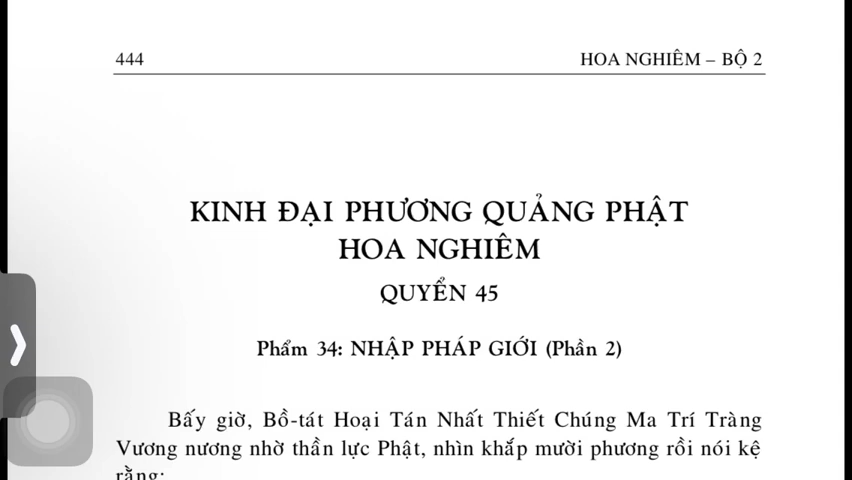 444 HOA NGHIÊM – BỘ 2
KINH ĐẠI PHƯƠNG QUẢNG PHẬT
HOA NGHIÊM
QUYỂN 45
Phẩm 34: NHẬP PHÁP GIỚI (Phần 2)
Bấy giờ, Bồ-tát Hoại Tán Nhất Thiết Chúng Ma Trí Tràng
Vương nương nhờ thần lực Phật, nhìn khắp mười phương rồi nói kệ
rằng: